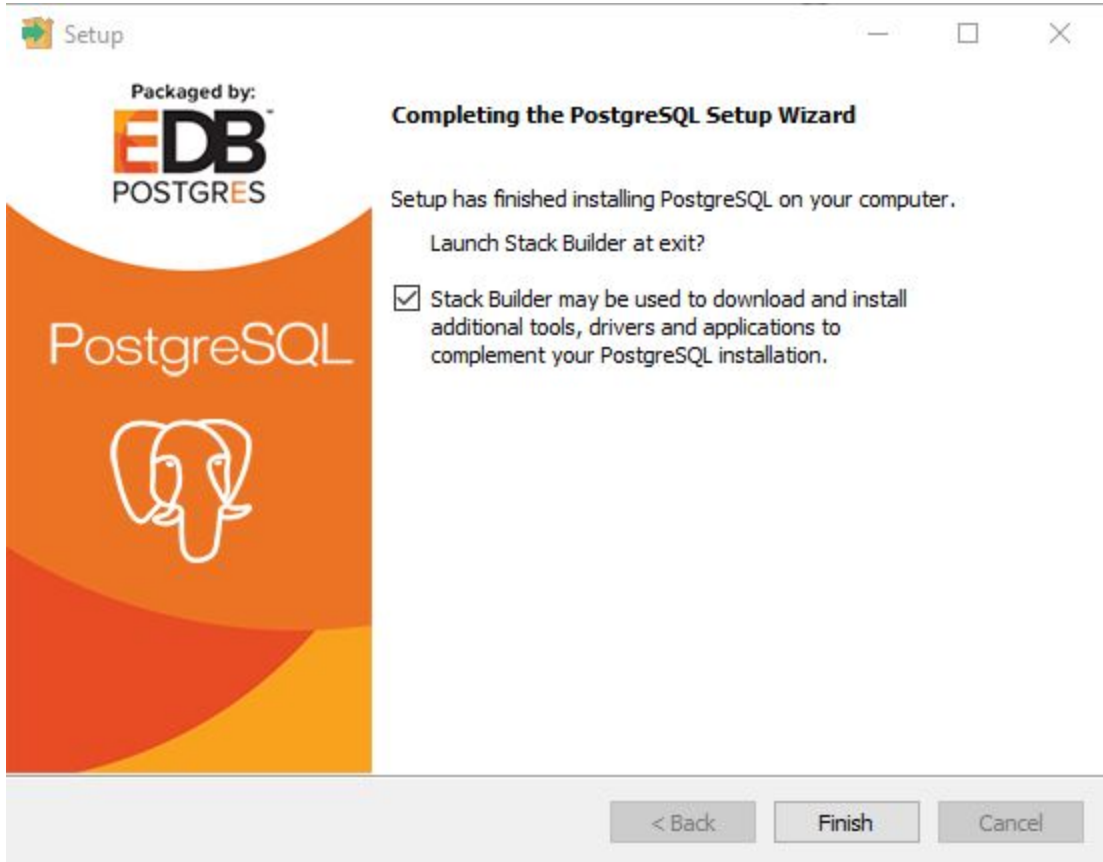 Setup
Packaged by:
EDB™
POSTGRES
PostgreSQL
Completing the PostgreSQL Setup Wizard
Setup has finished installing PostgreSQL on your computer.
Launch Stack Builder at exit?
Stack Builder may be used to download and install
additional tools, drivers and applications to
complement your PostgreSQL installation.
< Back
Finish
Cancel